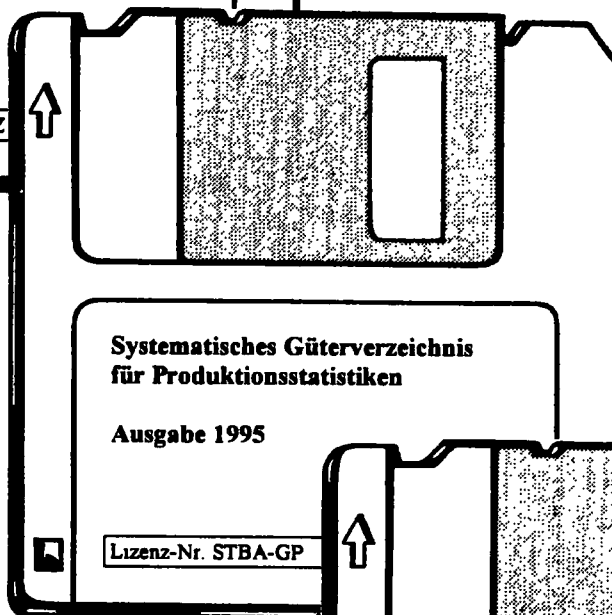 Systematisches Güterverzeichnis
für Produktionsstatistiken
Ausgabe 1995
Lizenz-Nr. STBA-GP